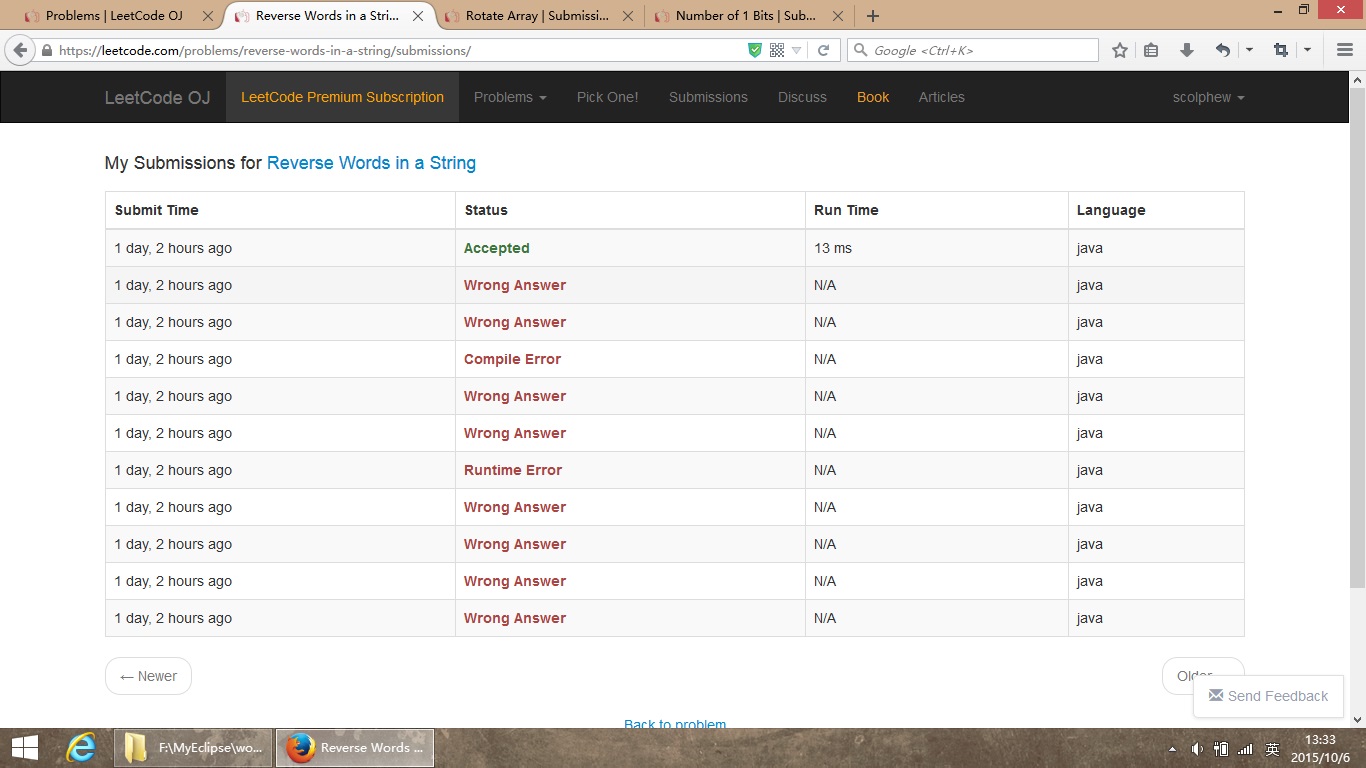 Problems | LeetCode OJ
Reverse Words in a Stri...
Rotate Array | Submissi...
Number of 1 Bits | Sub...
https://leetcode.com/problems/reverse-words-in-a-string/submissions/
Google <Ctrl+K>
LeetCode OJ LeetCode Premium Subscription Problems Pick One! Submissions Discuss Book Articles scolphew
My Submissions for Reverse Words in a String
Submit Time Status Run Time Language
1 day, 2 hours ago Accepted 13 ms java
1 day, 2 hours ago Wrong Answer N/A java
1 day, 2 hours ago Wrong Answer N/A java
1 day, 2 hours ago Compile Error N/A java
1 day, 2 hours ago Wrong Answer N/A java
1 day, 2 hours ago Wrong Answer N/A java
1 day, 2 hours ago Runtime Error N/A java
1 day, 2 hours ago Wrong Answer N/A java
1 day, 2 hours ago Wrong Answer N/A java
1 day, 2 hours ago Wrong Answer N/A java
1 day, 2 hours ago Wrong Answer N/A java
← Newer
Older
Send Feedback
Back to problem
F:\MyEclipse\wo...
Reverse Words ...
英
13:33
2015/10/6